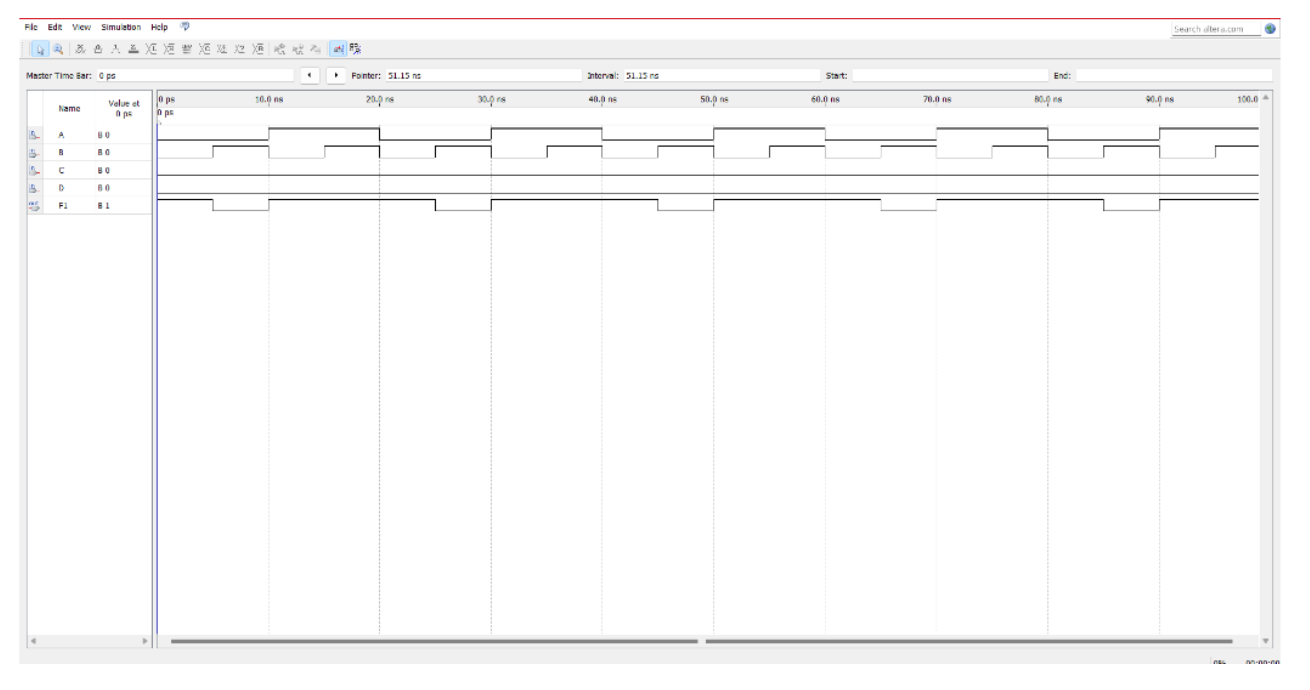 File Edit View Simulation Help
Search altera.com
Master Time Bar: 0 ps
Pointer: 51.15 ns
Interval: 51.15 ns
Start:
End:
Name
Value at
0 ps
0 ps 10.0 ns 20.0 ns 30.0 ns 40.0 ns 50.0 ns 60.0 ns 70.0 ns 80.0 ns 90.0 ns 100.0
0 ps
A B 0
B B 0
C B 0
D B 0
F1 B 1
0% 00:00:00